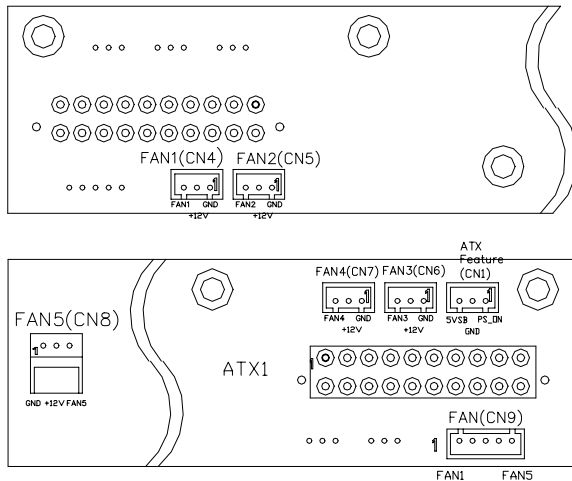 FAN1(CN4) FAN2(CN5)
1 1
FAN1 GND FAN2 GND
+12V +12V
ATX
Feature
(CN1)
FAN4(CN7) FAN3(CN6)
1 1 1
FAN4 GND FAN3 GND 5VSB PS_ON
+12V +12V GND
FAN5(CN8)
1
GND +12V FAN5
ATX1
1
FAN(CN9)
1
FAN1 FAN5